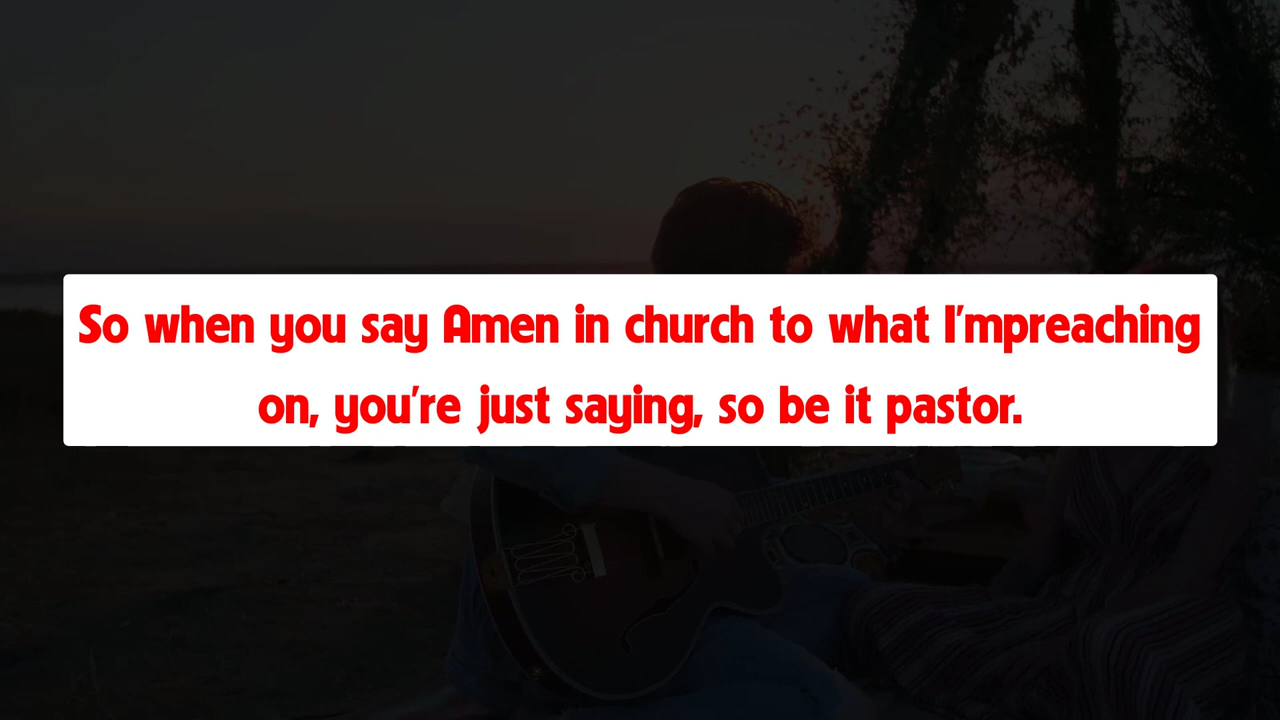 So when you say Amen in church to what I'mpreaching
on, you're just saying, so be it pastor.